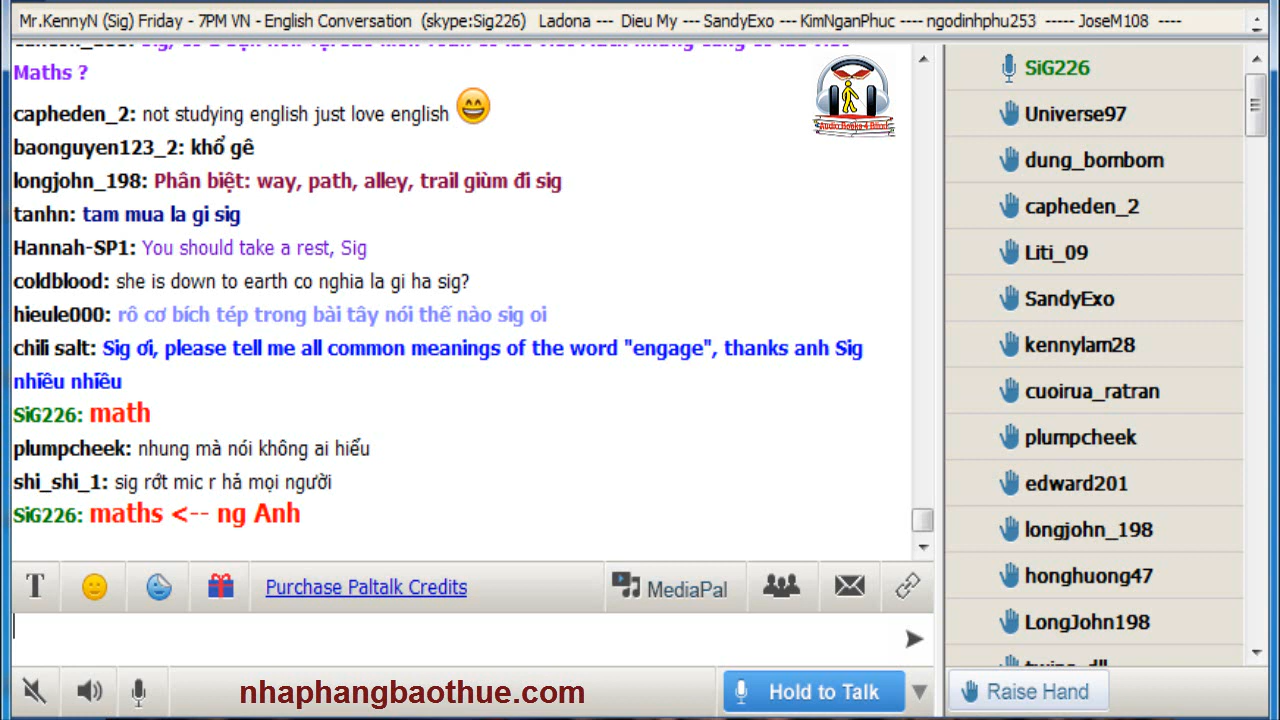 Mr.KennyN (Sig) Friday - 7PM VN - English Conversation (skype:Sig226) Ladona --- Dieu My --- SandyExo --- KimNganPhuc ---- ngodinhphu253 ----- JoseM108 ----
Maths ?
capheden_2: not studying english just love english
baonguyen123_2: khổ gê
longjohn_198: Phân biệt: way, path, alley, trail giùm đi sig
tanhn: tam mua la gi sig
Hannah-SP1: You should take a rest, Sig
coldblood: she is down to earth co nghia la gi ha sig?
hieule000: rô cơ bích tép trong bài tây nói thế nào sig oi
chili salt: Sig ơi, please tell me all common meanings of the word "engage", thanks anh Sig
nhiều nhiều
SiG226: math
plumpcheek: nhung mà nói không ai hiểu
shi_shi_1: sig rớt mic r hả mọi người
SiG226: maths <-- ng Anh
T
Purchase Paltalk Credits
MediaPal
nhaphangbaothue.com
Hold to Talk
SiG226
Universe97
dung_bomborn
capheden_2
Liti_09
SandyExo
kennylam28
cuoirua_ratran
plumpcheek
edward201
longjohn_198
honghuong47
LongJohn198
Raise Hand